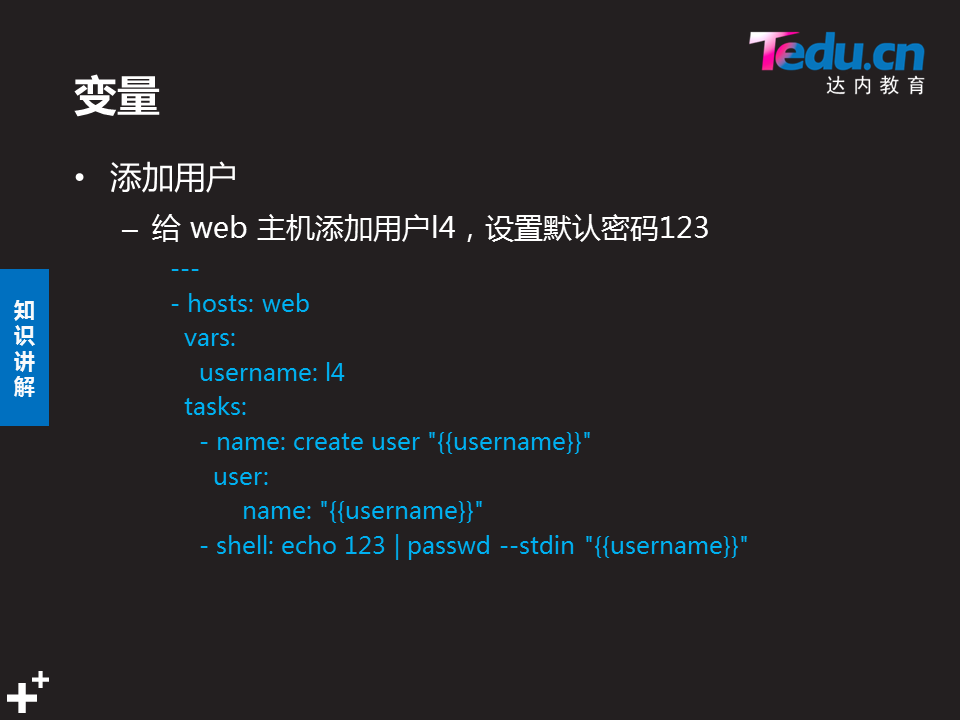 Tedu.cn
达内教育
变量
• 添加用户
– 给 web 主机添加用户l4，设置默认密码123
---
- hosts: web
vars:
username: l4
tasks:
- name: create user "{{username}}"
user:
name: "{{username}}"
- shell: echo 123 | passwd --stdin "{{username}}"
知
识
讲
解